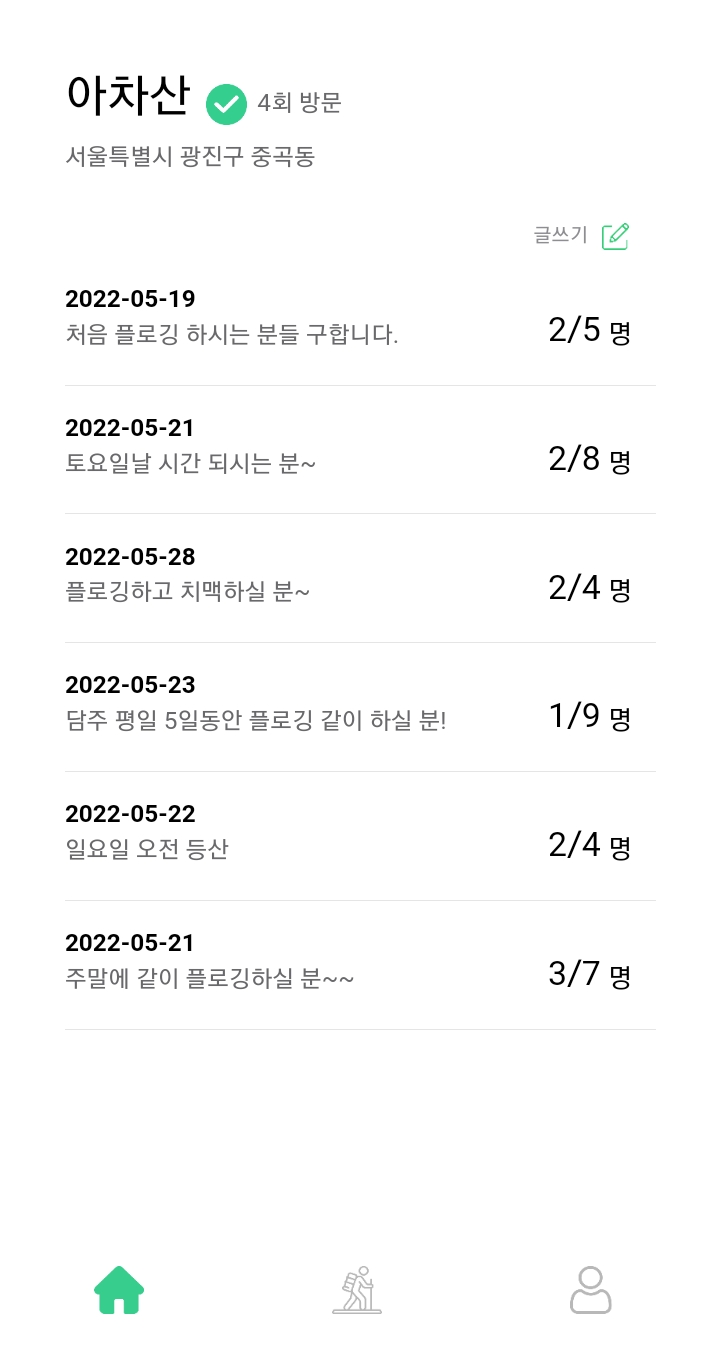 아차산 4회 방문
서울특별시 광진구 중곡동
글쓰기
2022-05-19
처음 플로깅 하시는 분들 구합니다.
2/5 명
2022-05-21
토요일날 시간 되시는 분~
2/8 명
2022-05-28
플로깅하고 치맥하실 분~
2/4 명
2022-05-23
담주 평일 5일동안 플로깅 같이 하실 분!
1/9 명
2022-05-22
일요일 오전 등산
2/4 명
2022-05-21
주말에 같이 플로깅하실 분~~
3/7 명